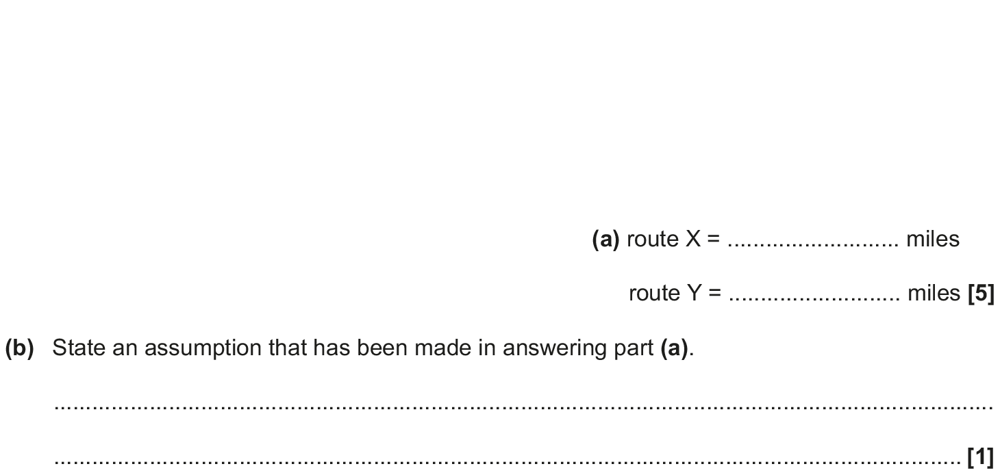 (a) route X = ........................... miles
route Y = ........................... miles [5]
(b) State an assumption that has been made in answering part (a).
...................................................................................................................................................
............................................................................................................................................... [1]